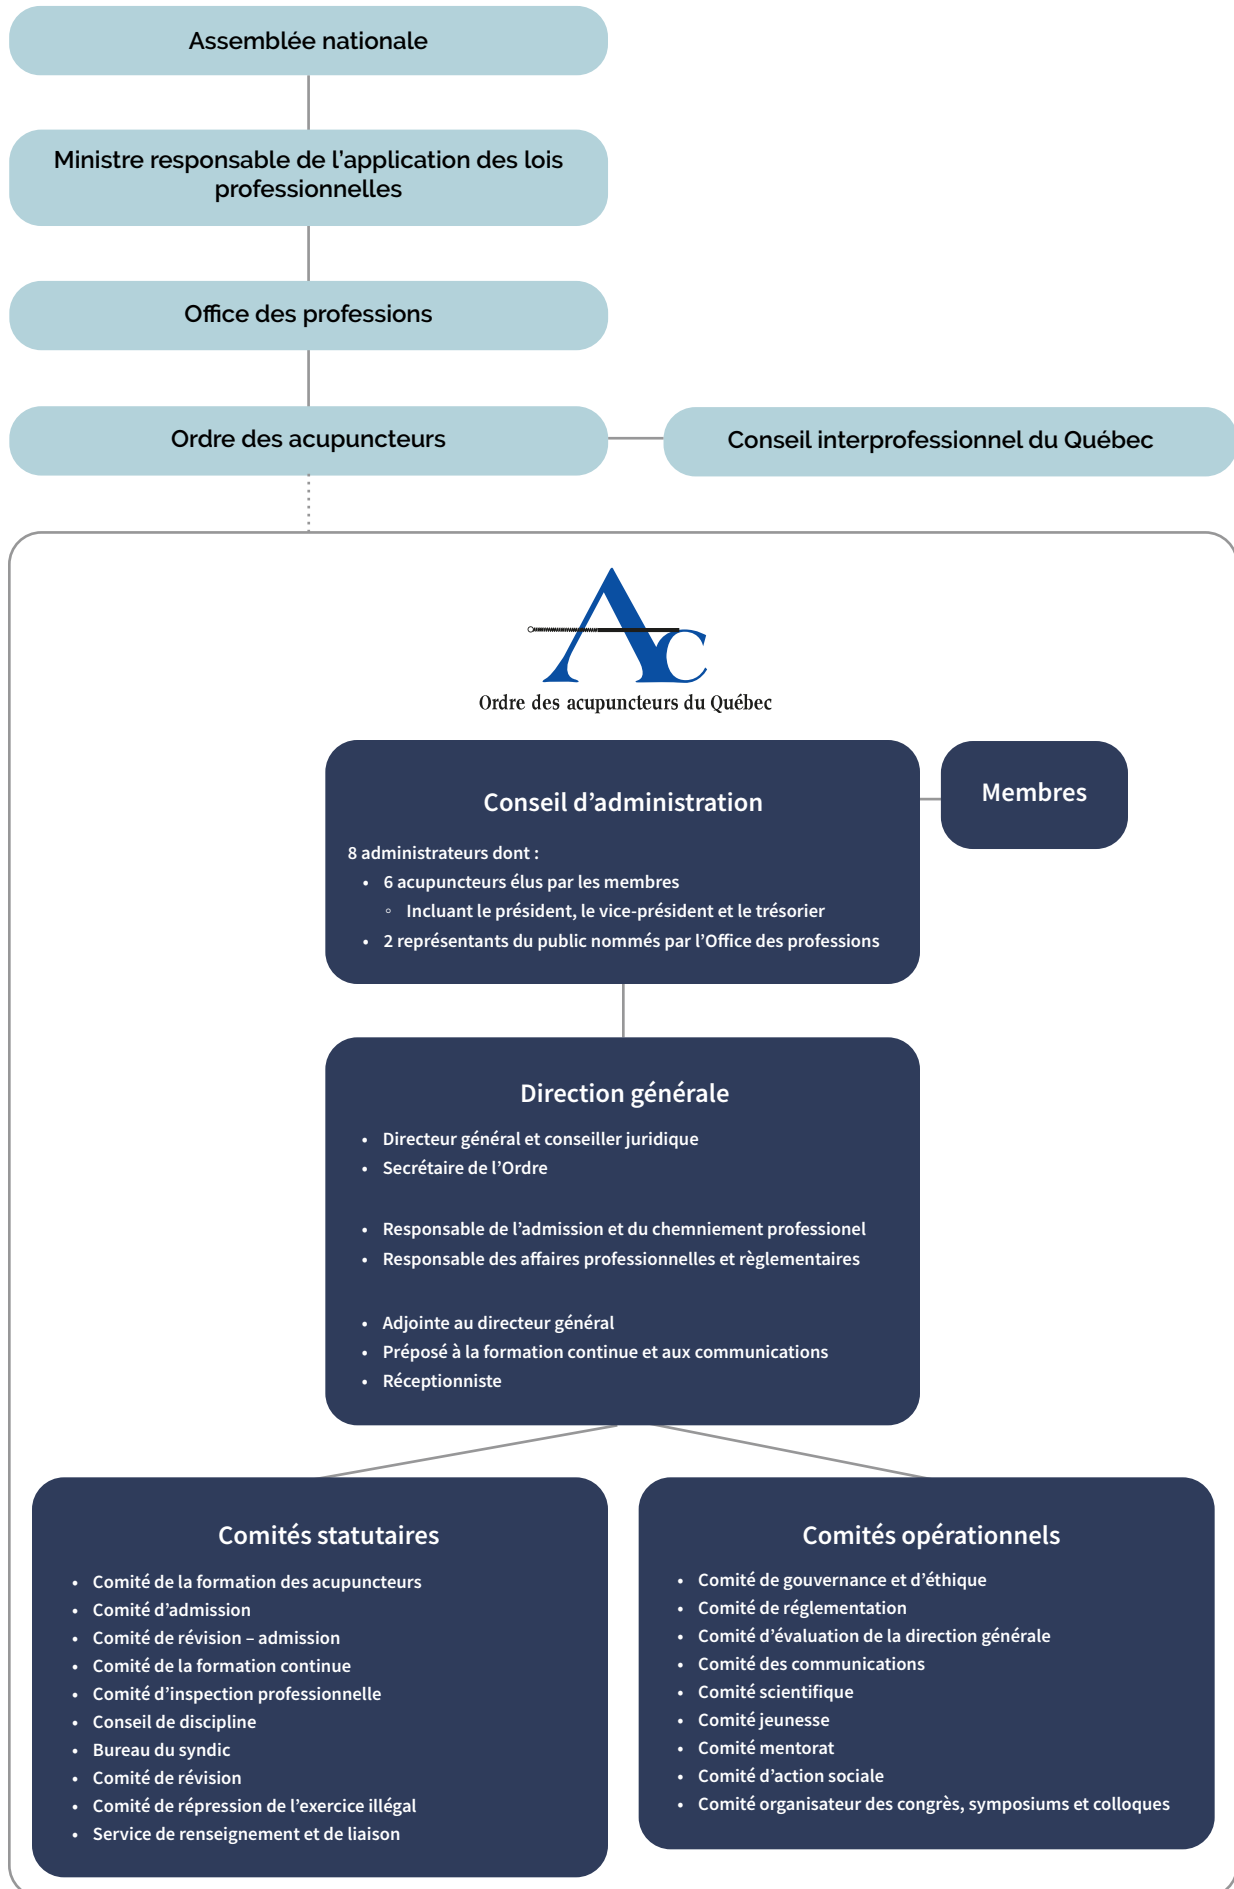 Assemblée nationale
Ministre responsable de l'application des lois
professionnelles
Office des professions
Ordre des acupuncteurs
Conseil interprofessionnel du Québec
Ac
Ordre des acupuncteurs du Québec
Conseil d'administration
8 administrateurs dont :
• 6 acupuncteurs élus par les membres
◦ Incluant le président, le vice-président et le trésorier
• 2 représentants du public nommés par l'Office des professions
Membres
Direction générale
• Directeur général et conseiller juridique
• Secrétaire de l'Ordre
• Responsable de l'admission et du chemniement professionel
• Responsable des affaires professionnelles et règlementaires
• Adjointe au directeur général
• Préposé à la formation continue et aux communications
• Réceptionniste
Comités statutaires
• Comité de la formation des acupuncteurs
• Comité d'admission
• Comité de révision – admission
• Comité de la formation continue
• Comité d'inspection professionnelle
• Conseil de discipline
• Bureau du syndic
• Comité de révision
• Comité de répression de l'exercice illégal
• Service de renseignement et de liaison
Comités opérationnels
• Comité de gouvernance et d'éthique
• Comité de réglementation
• Comité d'évaluation de la direction générale
• Comité des communications
• Comité scientifique
• Comité jeunesse
• Comité mentorat
• Comité d'action sociale
• Comité organisateur des congrès, symposiums et colloques